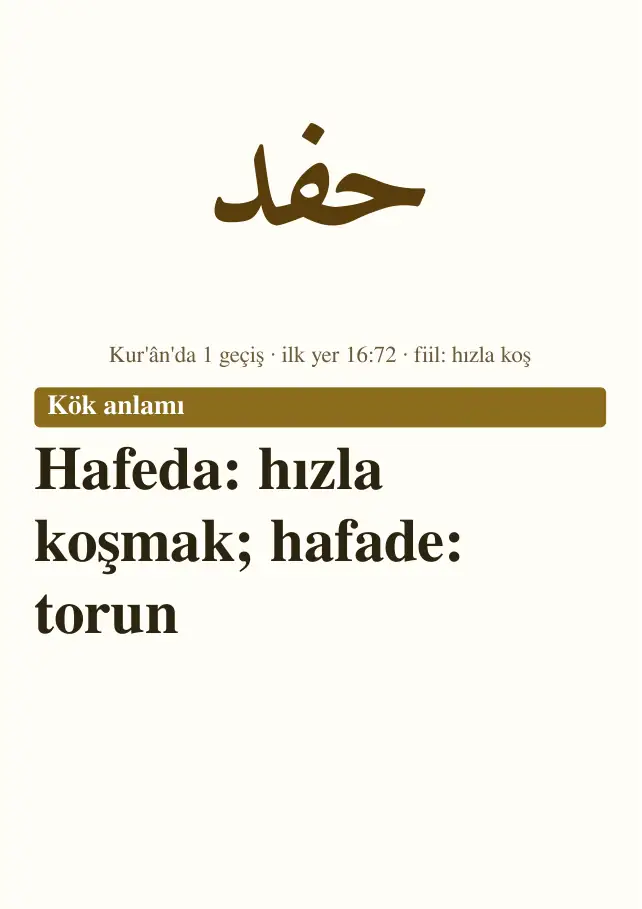 حفد
Kur'ân'da 1 geçiş · ilk yer 16:72 · fiil: hızla koş
Kök anlamı
Hafeda: hızla
koşmak; hafade:
torun